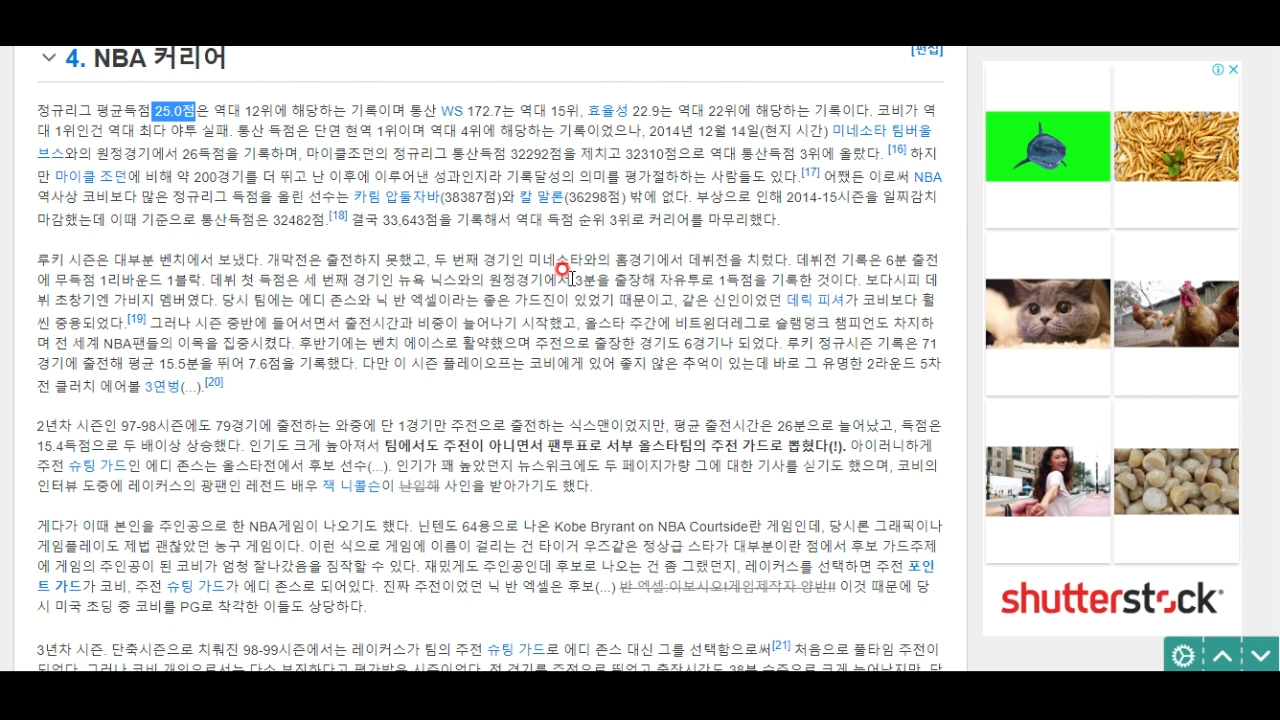 4. NBA 커리어
[편집]
정규리그 평균득점 25.0점은 역대 12위에 해당하는 기록이며 통산 WS 172.7는 역대 15위, 효율성 22.9는 역대 22위에 해당하는 기록이다. 코비가 역
대 1위인건 역대 최다 야투 실패. 통산 득점은 단연 현역 1위이며 역대 4위에 해당하는 기록이었으나, 2014년 12월 14일(현지 시간) 미네소타 팀버울
브스와의 원정경기에서 26득점을 기록하며, 마이클조던의 정규리그 통산득점 32292점을 제치고 32310점으로 역대 통산득점 3위에 올랐다. [16] 하지
만 마이클 조던에 비해 약 200경기를 더 뛰고 난 이후에 이루어낸 성과인지라 기록달성의 의미를 평가절하하는 사람들도 있다.[17] 어쨌든 이로써 NBA
역사상 코비보다 많은 정규리그 득점을 올린 선수는 카림 압둘자바(38387점)와 칼 말론(36298점) 밖에 없다. 부상으로 인해 2014-15시즌을 일찌감치
마감했는데 이때 기준으로 통산득점은 32482점.[18] 결국 33,643점을 기록해서 역대 득점 순위 3위로 커리어를 마무리했다.
루키 시즌은 대부분 벤치에서 보냈다. 개막전은 출전하지 못했고, 두 번째 경기인 미네소타와의 홈경기에서 데뷔전을 치렀다. 데뷔전 기록은 6분 출전
에 무득점 1리바운드 1블락. 데뷔 첫 득점은 세 번째 경기인 뉴욕 닉스와의 원정경기에서 3분을 출장해 자유투로 1득점을 기록한 것이다. 보다시피 데
뷔 초창기엔 가비지 멤버였다. 당시 팀에는 에디 존스와 닉 반 엑셀이라는 좋은 가드진이 있었기 때문이고, 같은 신인이었던 데릭 피셔가 코비보다 훨
씬 중용되었다.[19] 그러나 시즌 중반에 들어서면서 출전시간과 비중이 늘어나기 시작했고, 올스타 주간에 비트윈더레그로 슬램덩크 챔피언도 차지하
며 전 세계 NBA팬들의 이목을 집중시켰다. 후반기에는 벤치 에이스로 활약했으며 주전으로 출장한 경기도 6경기나 되었다. 루키 정규시즌 기록은 71
경기에 출전해 평균 15.5분을 뛰어 7.6점을 기록했다. 다만 이 시즌 플레이오프는 코비에게 있어 좋지 않은 추억이 있는데 바로 그 유명한 2라운드 5차
전 클러치 에어볼 3연벙(...).[20]
2년차 시즌인 97-98시즌에도 79경기에 출전하는 와중에 단 1경기만 주전으로 출전하는 식스맨이었지만, 평균 출전시간은 26분으로 늘어났고, 득점은
15.4득점으로 두 배이상 상승했다. 인기도 크게 높아져서 팀에서도 주전이 아니면서 팬투표로 서부 올스타팀의 주전 가드로 뽑혔다(!). 아이러니하게
주전 슈팅 가드인 에디 존스는 올스타전에서 후보 선수(...). 인기가 꽤 높았던지 뉴스위크에도 두 페이지가량 그에 대한 기사를 싣기도 했으며, 코비의
인터뷰 도중에 레이커스의 광팬인 레전드 배우 잭 니콜슨이 난입해 사인을 받아가기도 했다.
게다가 이때 본인을 주인공으로 한 NBA게임이 나오기도 했다. 닌텐도 64용으로 나온 Kobe Bryrant on NBA Courtside란 게임인데, 당시론 그래픽이나
게임플레이도 제법 괜찮았던 농구 게임이다. 이런 식으로 게임에 이름이 걸리는 건 타이거 우즈같은 정상급 스타가 대부분이란 점에서 후보 가드주제
에 게임의 주인공이 된 코비가 엄청 잘나갔음을 짐작할 수 있다. 재밌게도 주인공인데 후보로 나오는 건 좀 그랬던지, 레이커스를 선택하면 주전 포인
트 가드가 코비, 주전 슈팅 가드가 에디 존스로 되어있다. 진짜 주전이었던 닉 반 엑셀은 후보(...) 반 엑셀:이보시오!게임제작자 양반!! 이것 때문에 당
시 미국 초딩 중 코비를 PG로 착각한 이들도 상당하다.
3년차 시즌. 단축시즌으로 치뤄진 98-99시즌에서는 레이커스가 팀의 주전 슈팅 가드로 에디 존스 대신 그를 선택함으로써[21] 처음으로 풀타임 주전이
shutterstock